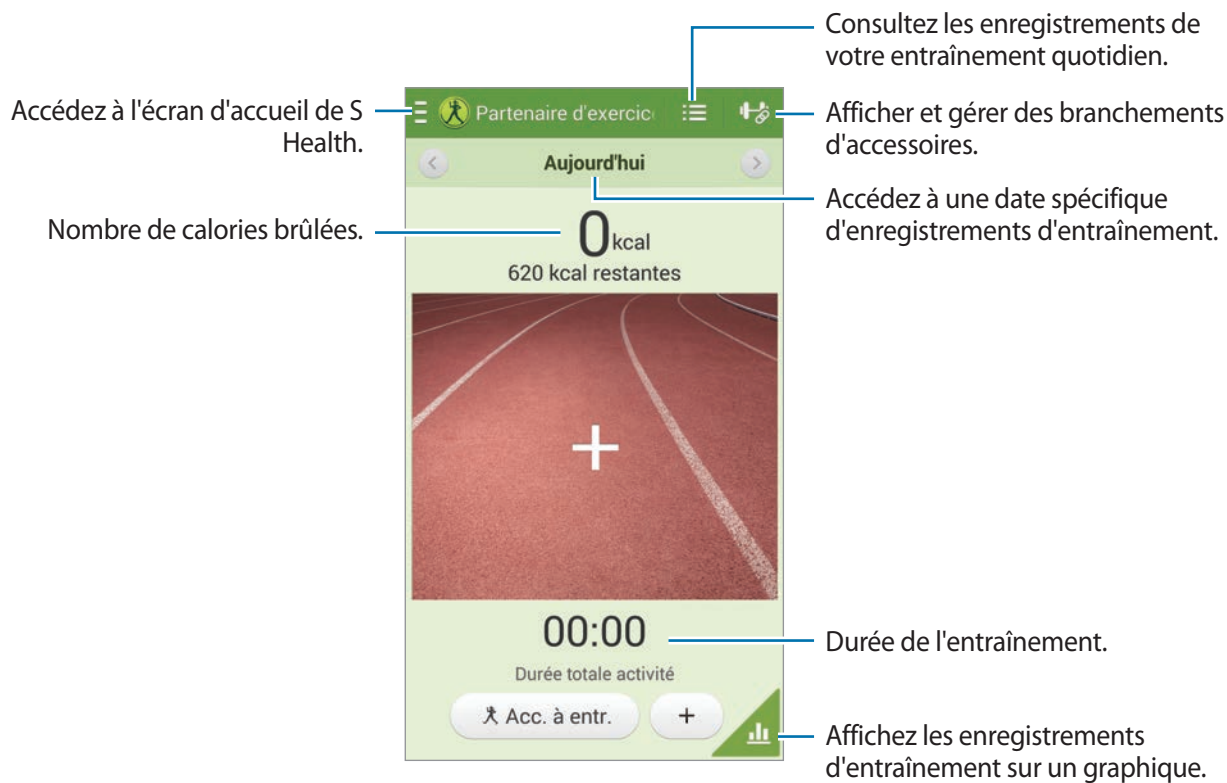 Consultez les enregistrements de
votre entraînement quotidien.
Accédez à l'écran d'accueil de S
Health.
Partenaire d'exercic
Afficher et gérer des branchements
d'accessoires.
Aujourd'hui
Accédez à une date spécifique
d'enregistrements d'entraînement.
Nombre de calories brûlées.
0 kcal
620 kcal restantes
00:00
Durée de l'entraînement.
Durée totale activité
Acc. à entr.
+
Affichez les enregistrements
d'entraînement sur un graphique.